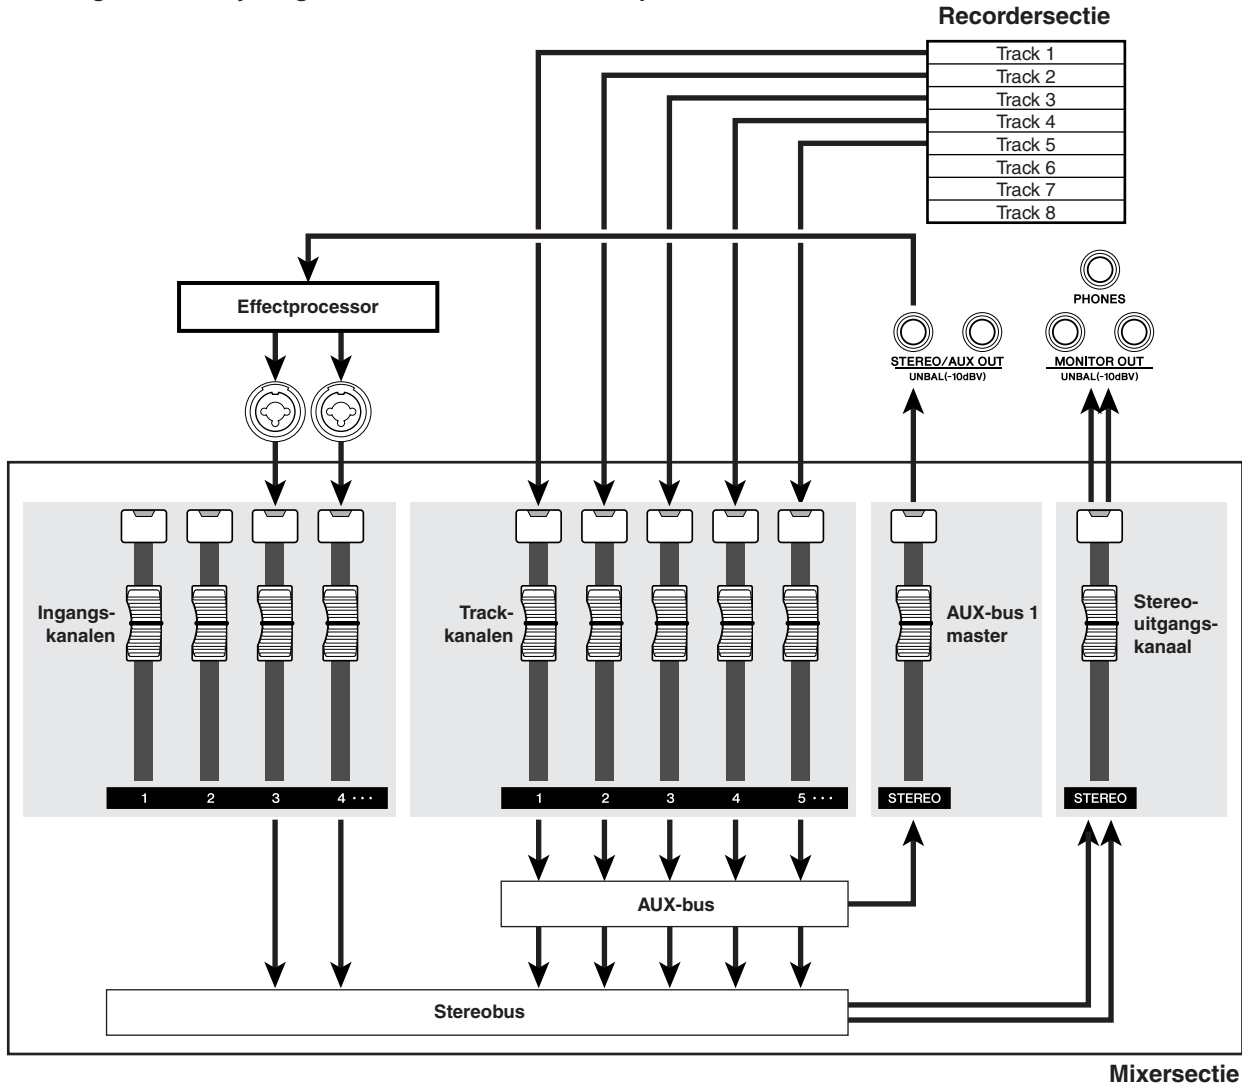 Recordersectie
Track 1
Track 2
Track 3
Track 4
Track 5
Track 6
Track 7
Track 8
Effectprocessor
PHONES
STEREO/AUX OUT
UNBAL(-10dBV)
MONITOR OUT
UNBAL(-10dBV)
Ingangs-
kanalen
Track-
kanalen
AUX-bus 1
master
Stereo-
uitgangs-
kanaal
1 2 3 4 ···
1 2 3 4 5 ···
STEREO
STEREO
AUX-bus
Stereobus
Mixersectie